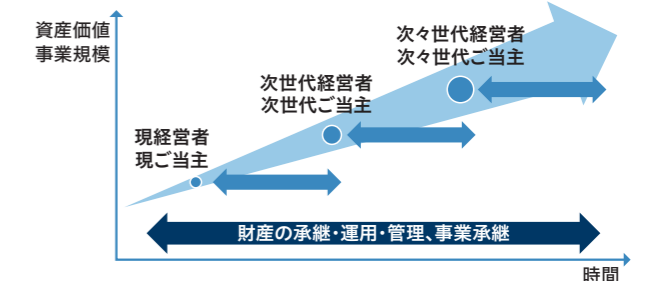 資産価値
事業規模
次々世代経営者
次々世代ご当主
次世代経営者
次世代ご当主
現経営者
現ご当主
財産の承継・運用・管理、事業承継
時間